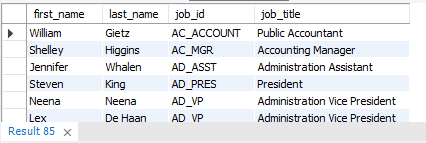 first_name last_name job_id job_title
William Gietz AC_ACCOUNT Public Accountant
Shelley Higgins AC_MGR Accounting Manager
Jennifer Whalen AD_ASST Administration Assistant
Steven King AD_PRES President
Neena Neena AD_VP Administration Vice President
Lex De Haan AD_VP Administration Vice President
Result 85 ×